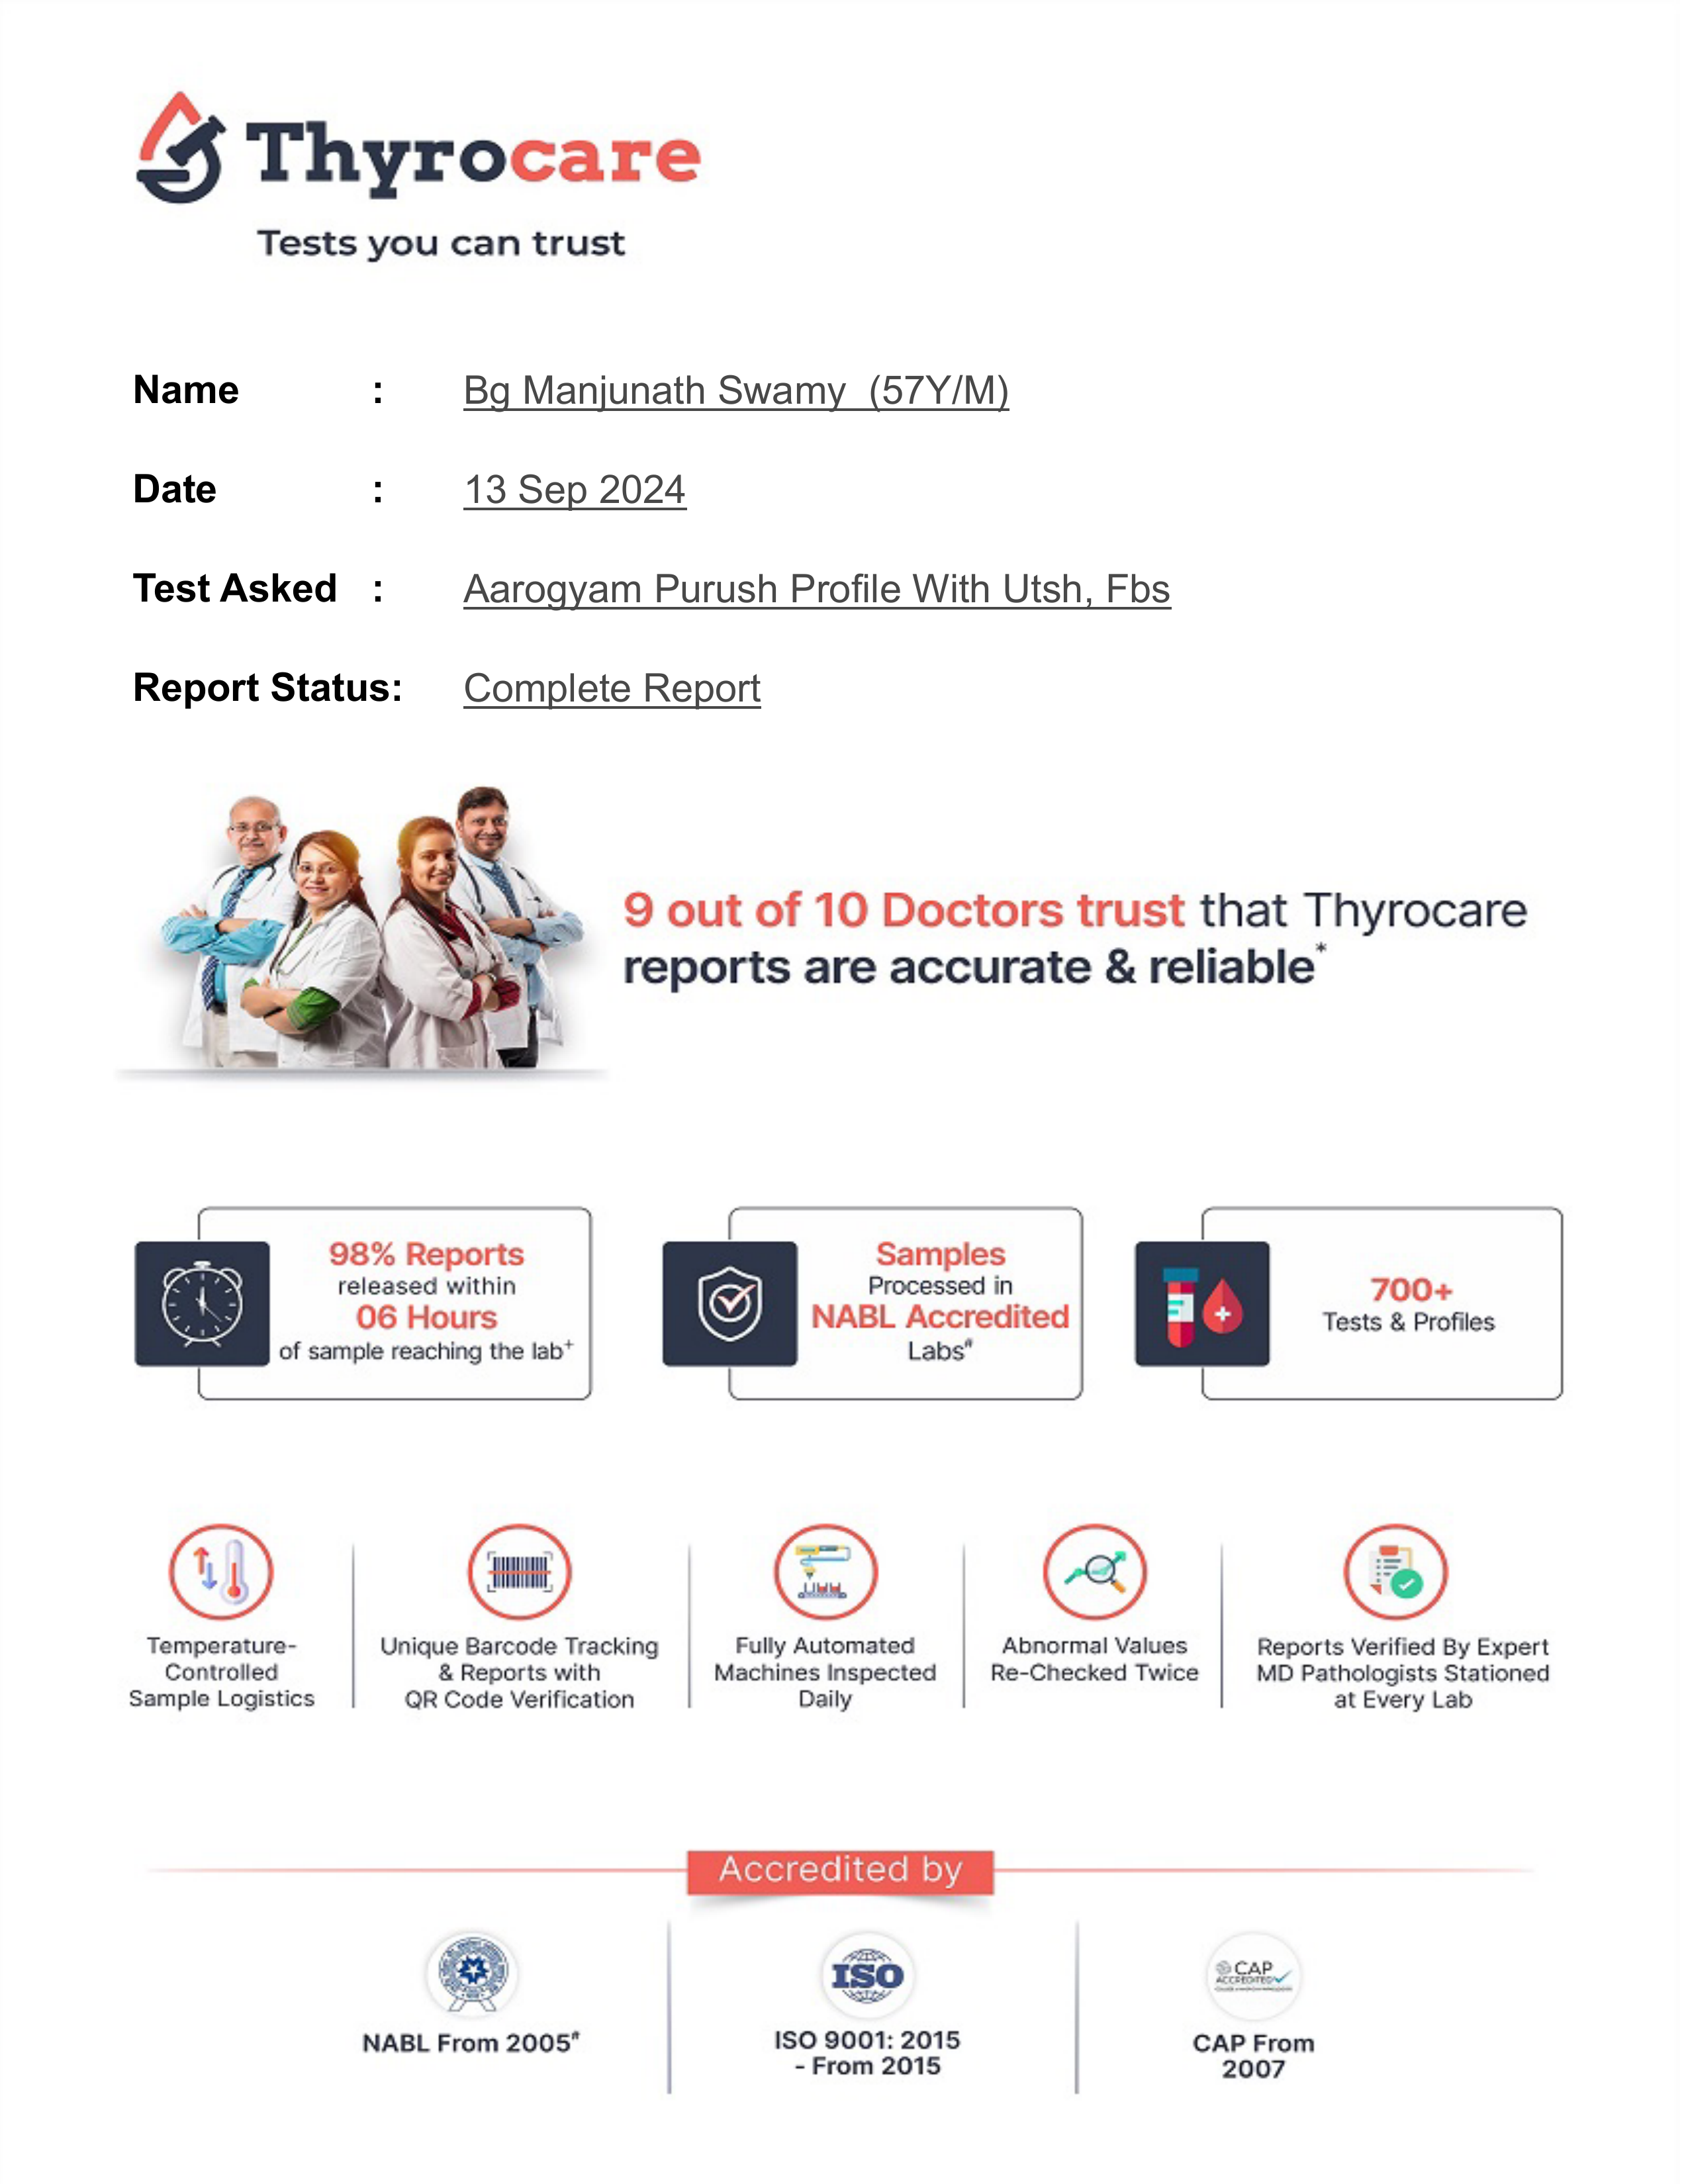 Thyrocare
Tests you can trust
Name : Bg Manjunath Swamy (57Y/M)
Date : 13 Sep 2024
Test Asked : Aarogyam Purush Profile With Utsh, Fbs
Report Status: Complete Report
9 out of 10 Doctors trust that Thyrocare
reports are accurate & reliable*
98% Reports
released within
06 Hours
of sample reaching the lab+
Samples
Processed in
NABL Accredited
Labs#
700+
Tests & Profiles
Temperature-
Controlled
Sample Logistics
Unique Barcode Tracking
& Reports with
QR Code Verification
Fully Automated
Machines Inspected
Daily
Abnormal Values
Re-Checked Twice
Reports Verified By Expert
MD Pathologists Stationed
at Every Lab
Accredited by
NABL From 2005#
ISO
ISO 9001: 2015
- From 2015
CAP
ACCREDITED
CAP From
2007